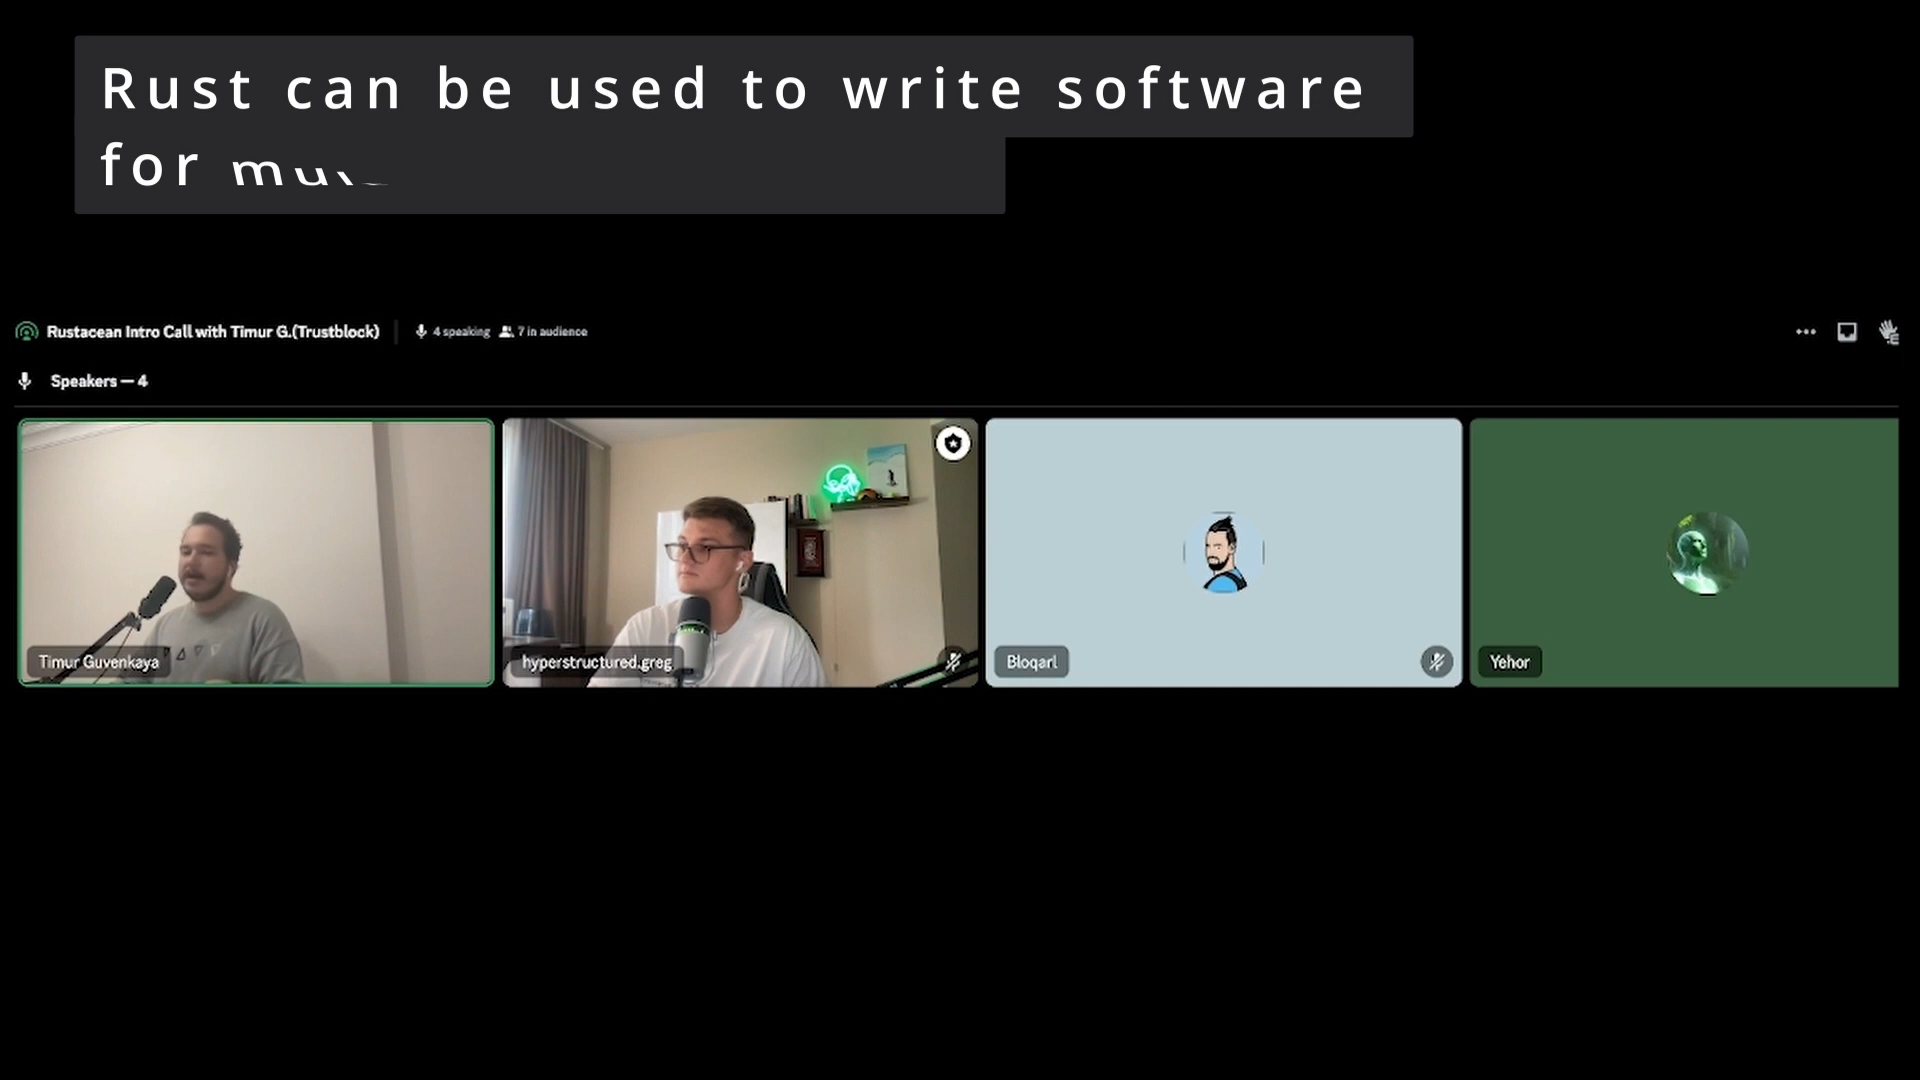 Rust can be used to write software
for
Rustacean Intro Call with Timur G.(Trustblock)
4 speaking
7 in audience
Speakers — 4
Timur Guvenkaya
hyperstructured.greg
Bloqarl
Yehor